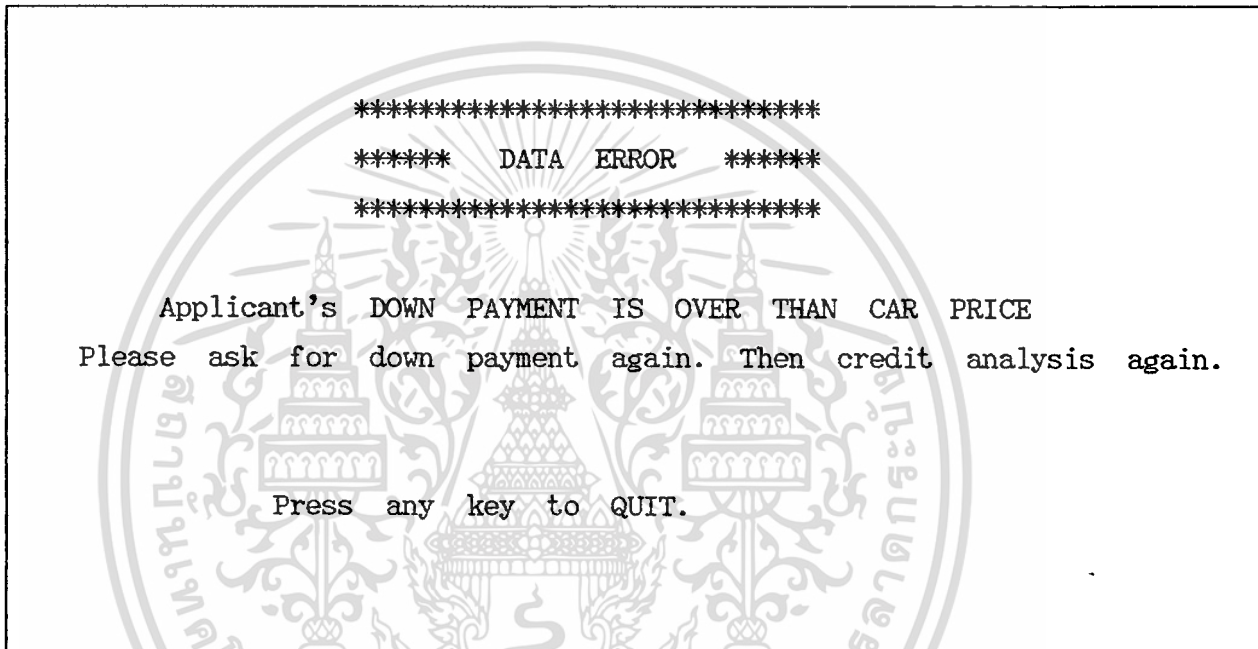 *****************************
****** DATA ERROR ******
*****************************
Applicant's DOWN PAYMENT IS OVER THAN CAR PRICE
Please ask for down payment again. Then credit analysis again.
Press any key to QUIT.